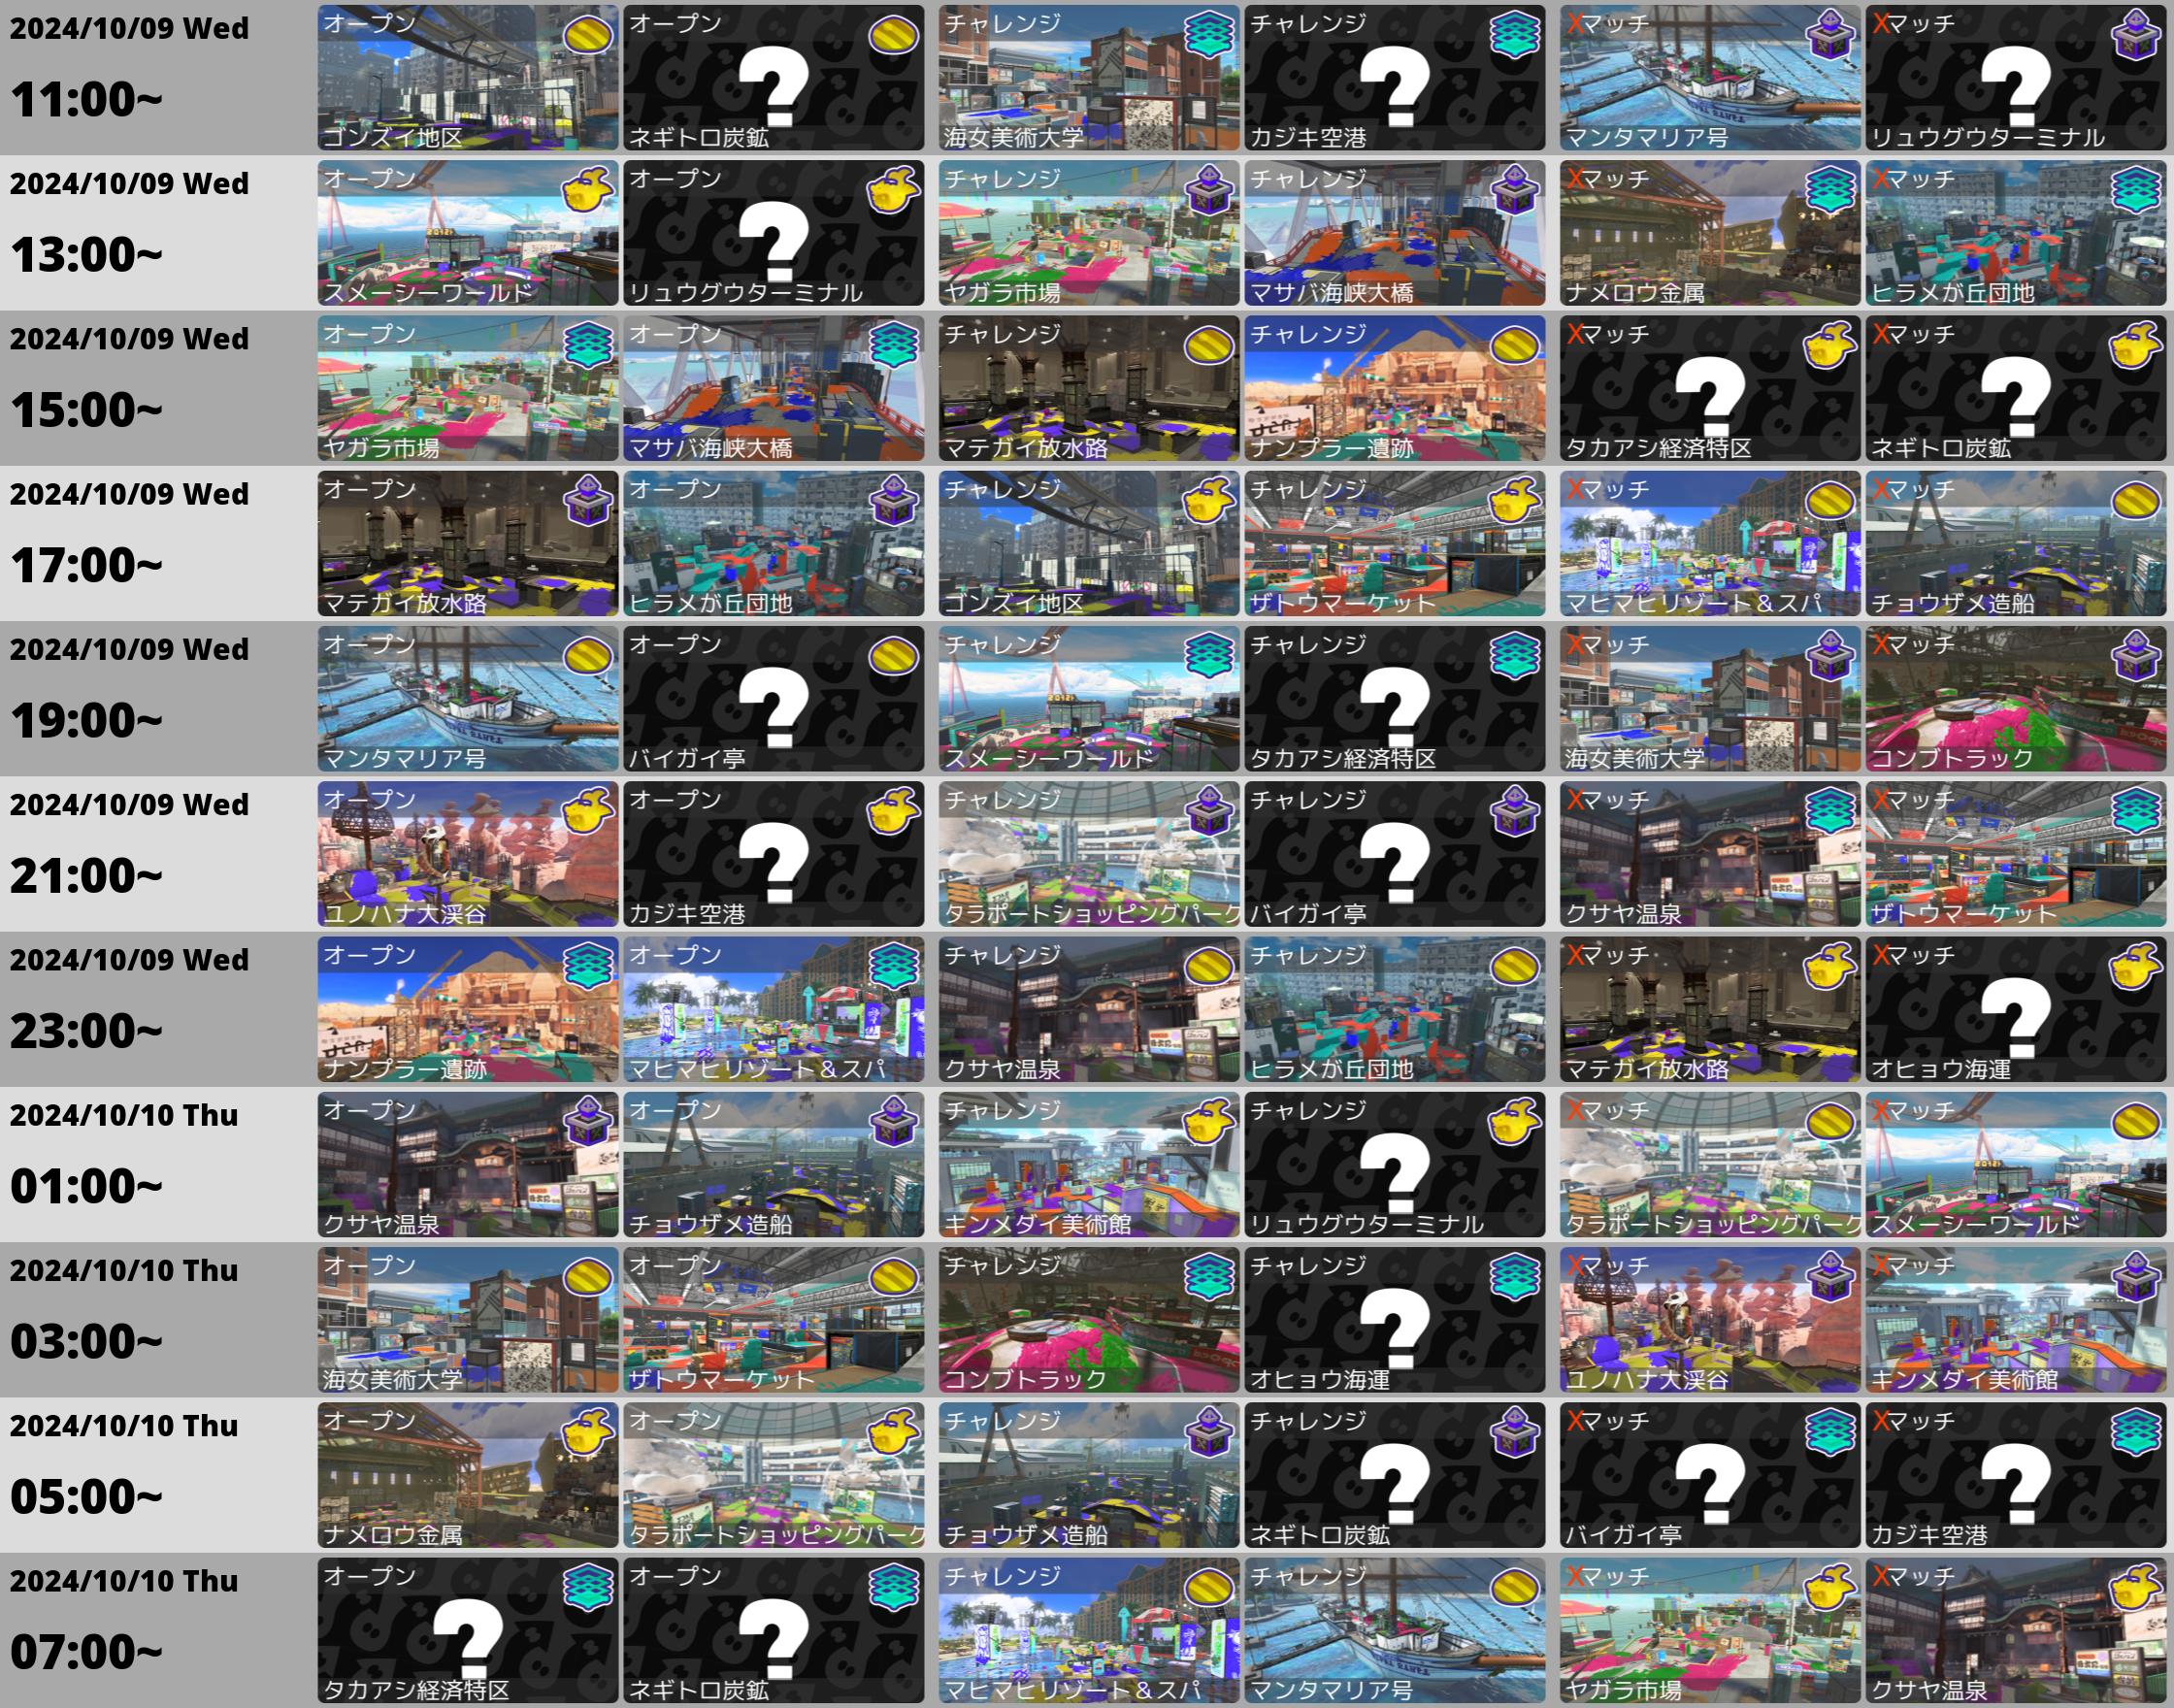 2024/10/09 Wed
11:00~
オープン
ゴンズイ地区
オープン
ネギトロ炭鉱
チャレンジ
海女美術大学
チャレンジ
カジキ空港
Xマッチ
マンタマリア号
Xマッチ
リュウグウターミナル
2024/10/09 Wed
13:00~
オープン
スメーシーワールド
オープン
リュウグウターミナル
チャレンジ
ヤガラ市場
チャレンジ
マサバ海峡大橋
Xマッチ
ナメロウ金属
Xマッチ
ヒラメが丘団地
2024/10/09 Wed
15:00~
オープン
ヤガラ市場
オープン
マサバ海峡大橋
チャレンジ
マテガイ放水路
チャレンジ
ナンプラー遺跡
Xマッチ
タカアシ経済特区
Xマッチ
ネギトロ炭鉱
2024/10/09 Wed
17:00~
オープン
マテガイ放水路
オープン
ヒラメが丘団地
チャレンジ
ゴンズイ地区
チャレンジ
ザトウマーケット
Xマッチ
マヒマヒリゾート&スパ
Xマッチ
チョウザメ造船
2024/10/09 Wed
19:00~
オープン
マンタマリア号
オープン
バイガイ亭
チャレンジ
スメーシーワールド
チャレンジ
タカアシ経済特区
Xマッチ
海女美術大学
Xマッチ
コンブトラック
2024/10/09 Wed
21:00~
オープン
ユノハナ大渓谷
オープン
カジキ空港
チャレンジ
タラポートショッピングパーク
チャレンジ
バイガイ亭
Xマッチ
クサヤ温泉
Xマッチ
ザトウマーケット
2024/10/09 Wed
23:00~
オープン
ナンプラー遺跡
オープン
マヒマヒリゾート&スパ
チャレンジ
クサヤ温泉
チャレンジ
ヒラメが丘団地
Xマッチ
マテガイ放水路
Xマッチ
オヒョウ海運
2024/10/10 Thu
01:00~
オープン
クサヤ温泉
オープン
チョウザメ造船
チャレンジ
キンメダイ美術館
チャレンジ
リュウグウターミナル
Xマッチ
タラポートショッピングパーク
Xマッチ
スメーシーワールド
2024/10/10 Thu
03:00~
オープン
海女美術大学
オープン
ザトウマーケット
チャレンジ
コンブトラック
チャレンジ
オヒョウ海運
Xマッチ
ユノハナ大渓谷
Xマッチ
キンメダイ美術館
2024/10/10 Thu
05:00~
オープン
ナメロウ金属
オープン
タラポートショッピングパーク
チャレンジ
チョウザメ造船
チャレンジ
ネギトロ炭鉱
Xマッチ
バイガイ亭
Xマッチ
カジキ空港
2024/10/10 Thu
07:00~
オープン
タカアシ経済特区
オープン
ネギトロ炭鉱
チャレンジ
マヒマヒリゾート&スパ
チャレンジ
マンタマリア号
Xマッチ
ヤガラ市場
Xマッチ
クサヤ温泉